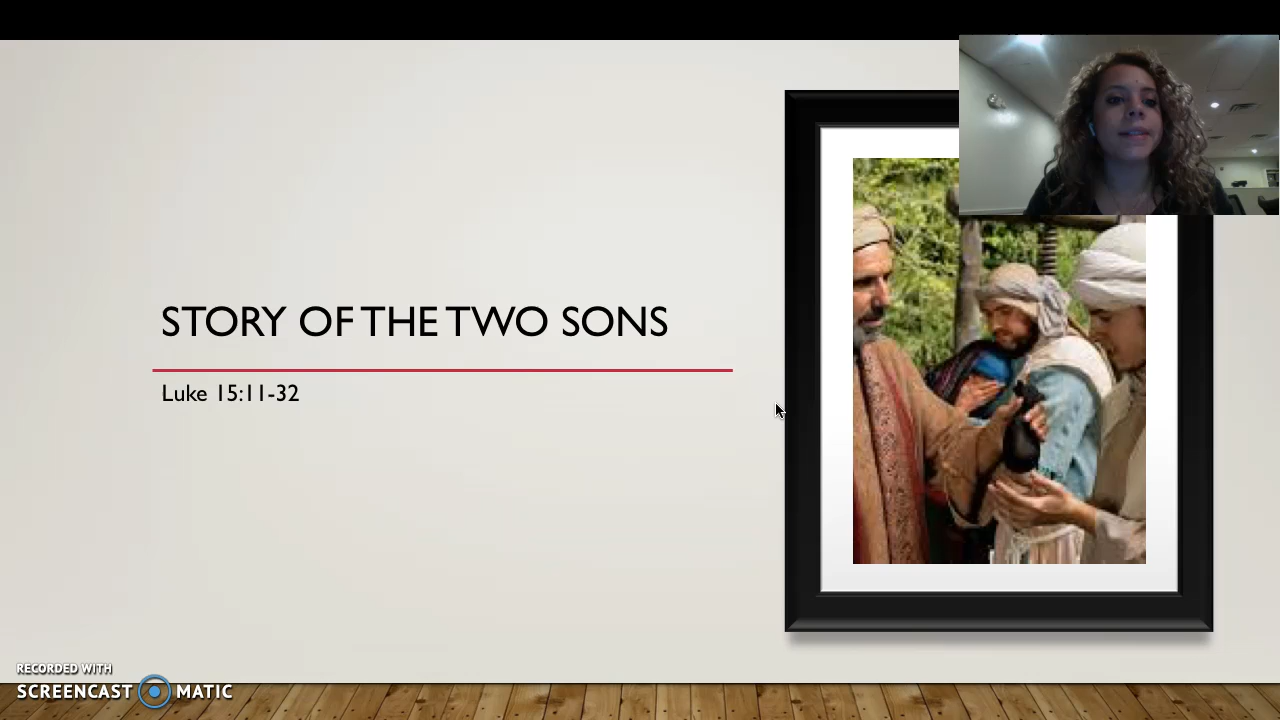 STORY OF THE TWO SONS
Luke 15:11-32
RECORDED WITH
SCREENCAST MATIC